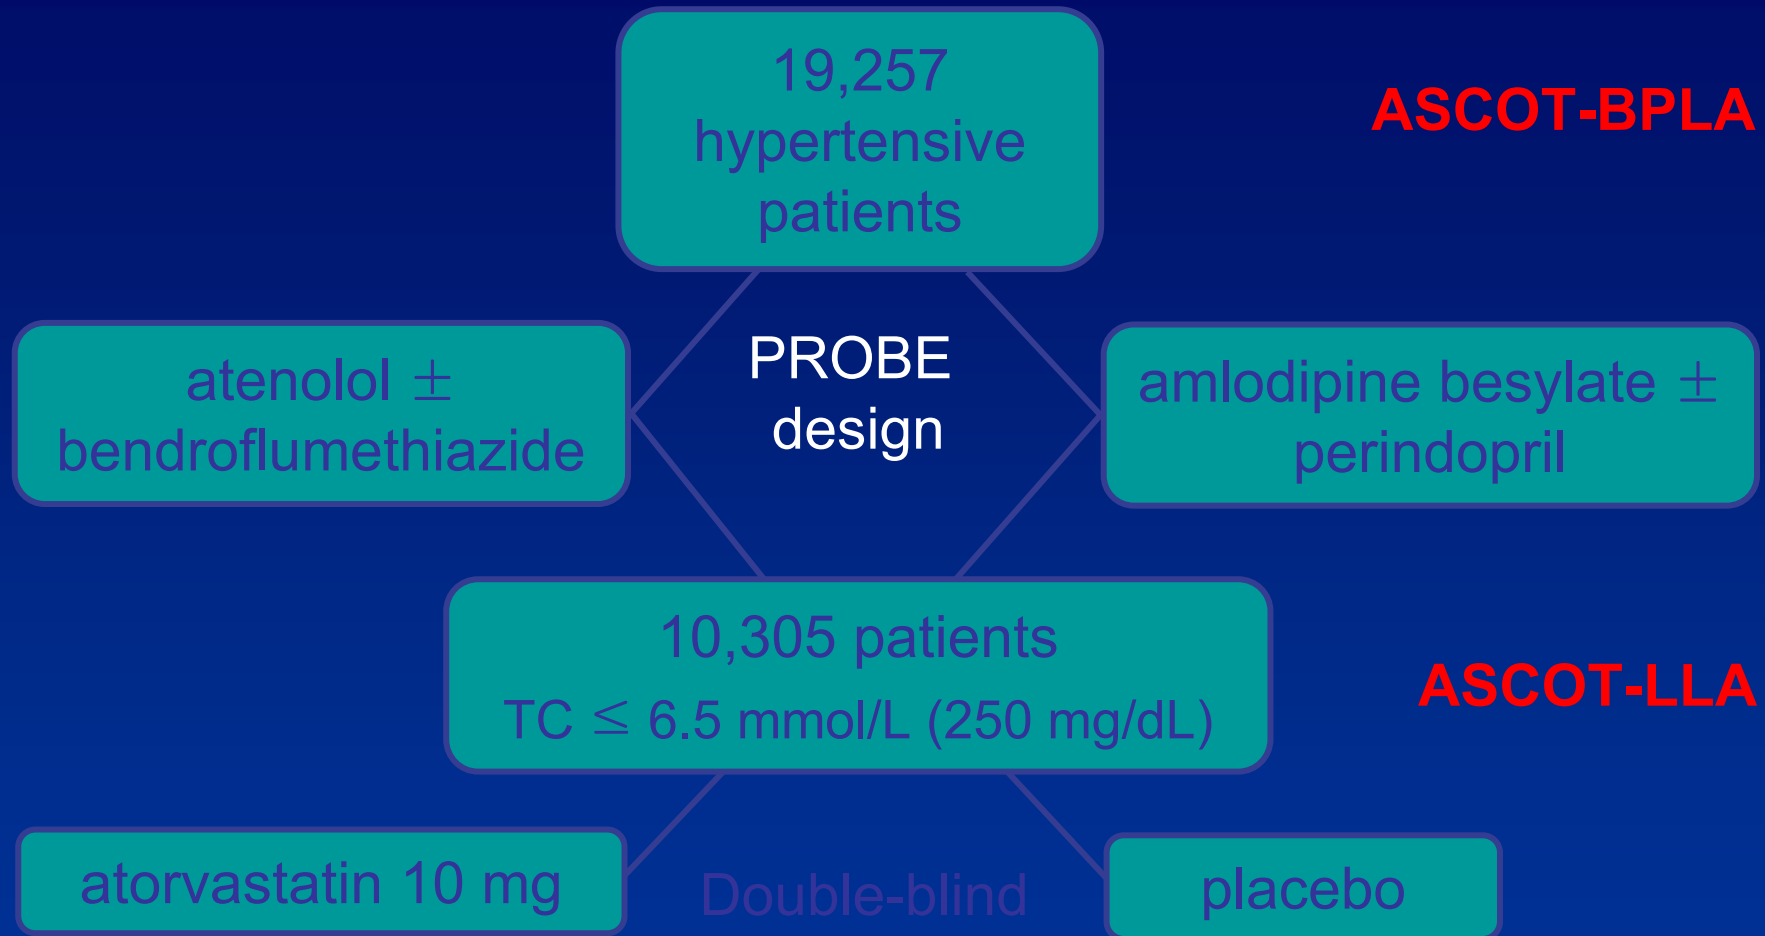 19,257
hypertensive
patients
ASCOT-BPLA
atenolol ±
bendroflumethiazide
PROBE
design
amlodipine besylate ±
perindopril
10,305 patients
TC ≤ 6.5 mmol/L (250 mg/dL)
ASCOT-LLA
atorvastatin 10 mg
Double-blind
placebo